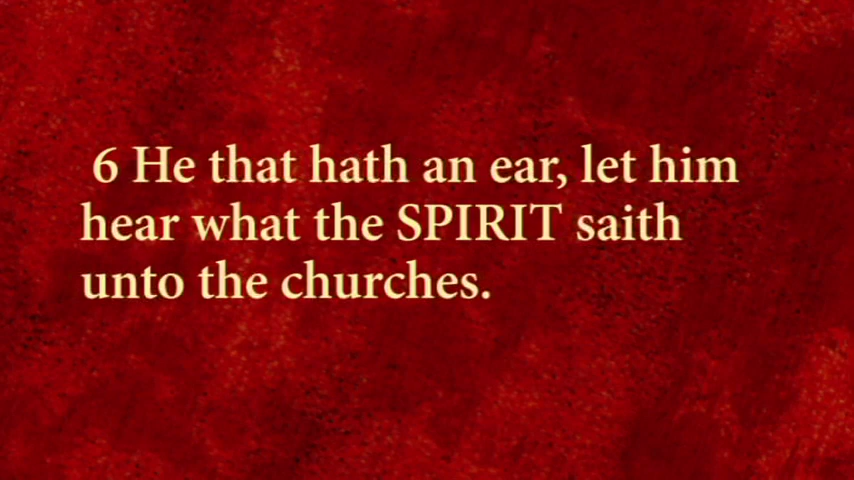 6 He that hath an ear, let him
hear what the SPIRIT saith
unto the churches.